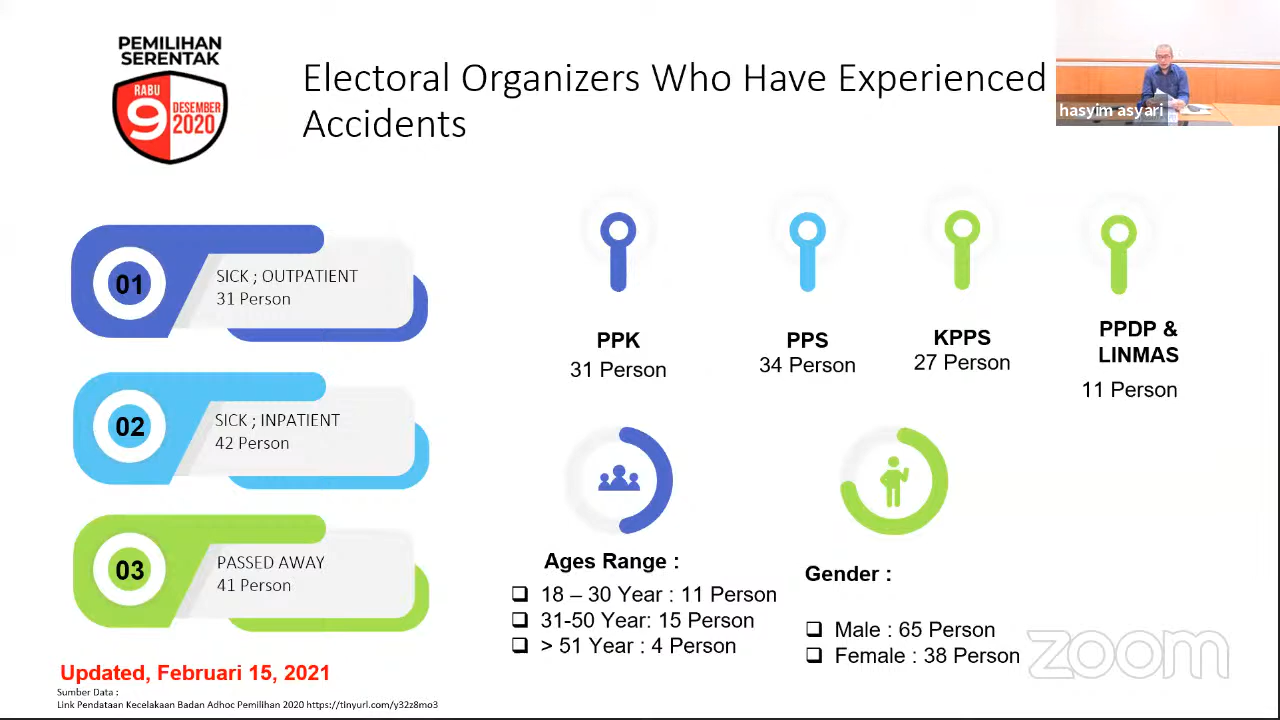 PEMILIHAN
SERENTAK
RABU
9
DESEMBER
2020
Electoral Organizers Who Have Experienced
Accidents
hasyim asyari
01
SICK ; OUTPATIENT
31 Person
02
SICK ; INPATIENT
42 Person
03
PASSED AWAY
41 Person
PPK
31 Person
PPS
34 Person
KPPS
27 Person
PPDP &
LINMAS
11 Person
Ages Range :
18 – 30 Year : 11 Person
31-50 Year: 15 Person
> 51 Year : 4 Person
Gender :
Male : 65 Person
Female : 38 Person
zoom
Updated, Februari 15, 2021
Sumber Data :
Link Pendataan Kecelakaan Badan Adhoc Pemilihan 2020 https://tinyurl.com/y32z8mo3